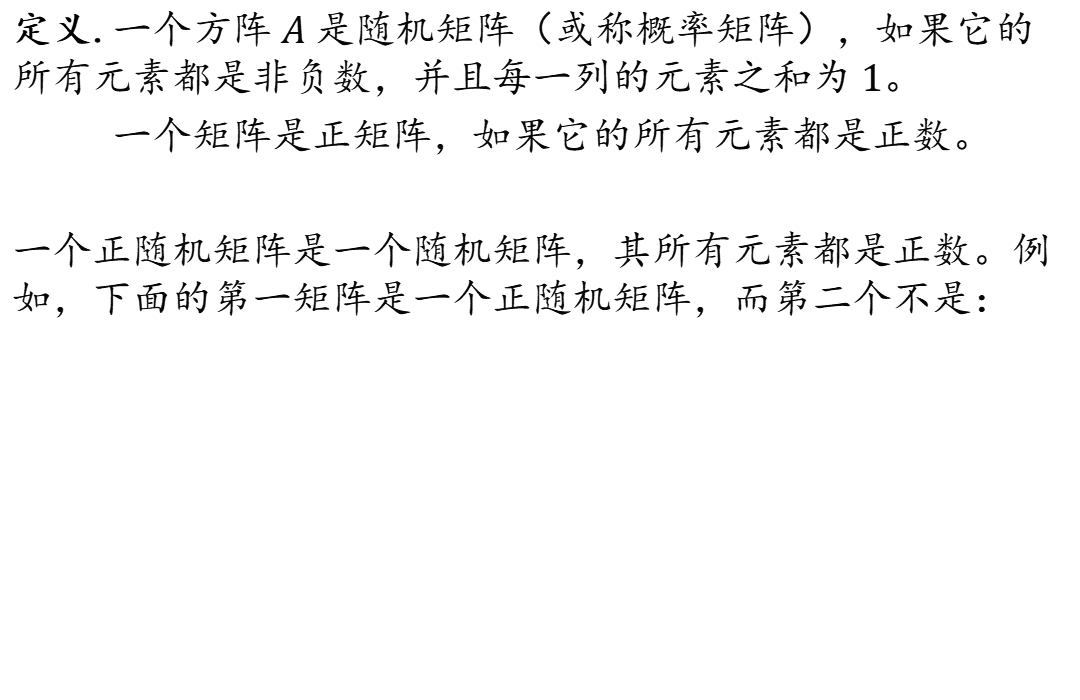 定义. 一个方阵 A 是随机矩阵（或称概率矩阵），如果它的
所有元素都是非负数，并且每一列的元素之和为 1。
一个矩阵是正矩阵，如果它的所有元素都是正数。
一个正随机矩阵是一个随机矩阵，其所有元素都是正数。例
如，下面的第一矩阵是一个正随机矩阵，而第二个不是：